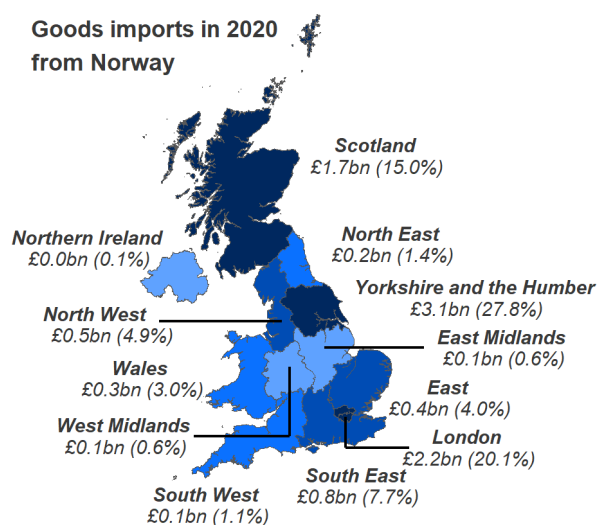 Goods imports in 2020
from Norway
Scotland
£1.7bn (15.0%)
Northern Ireland
£0.0bn (0.1%)
North East
£0.2bn (1.4%)
Yorkshire and the Humber
£3.1bn (27.8%)
North West
£0.5bn (4.9%)
East Midlands
£0.1bn (0.6%)
Wales
£0.3bn (3.0%)
East
£0.4bn (4.0%)
West Midlands
£0.1bn (0.6%)
London
£2.2bn (20.1%)
South East
£0.8bn (7.7%)
South West
£0.1bn (1.1%)